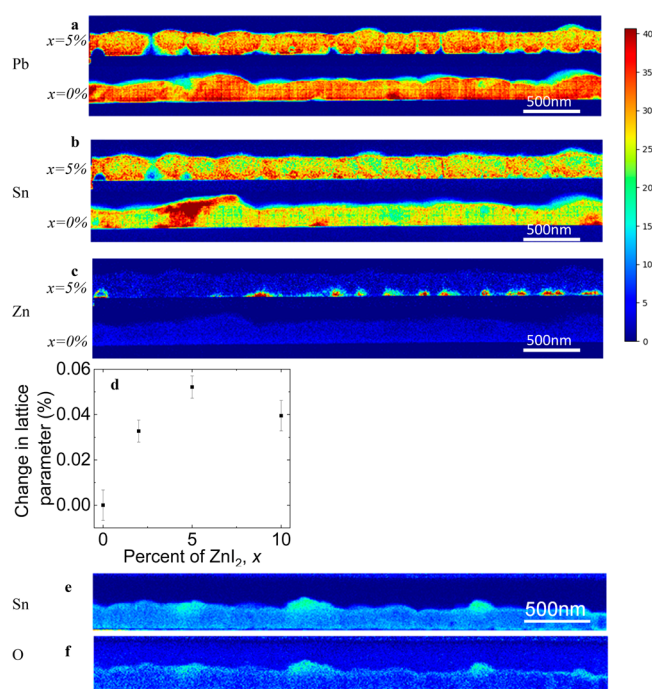 a
x=5%
Pb
x=0%
500nm
b
x=5%
Sn
x=0%
500nm
c
x=5%
Zn
x=0%
500nm
40
35
30
25
20
15
10
5
0
d
0.06
0.04
0.02
0.00
Change in lattice
parameter (%)
0 5 10
Percent of ZnI₂, x
Sn e
500nm
O f